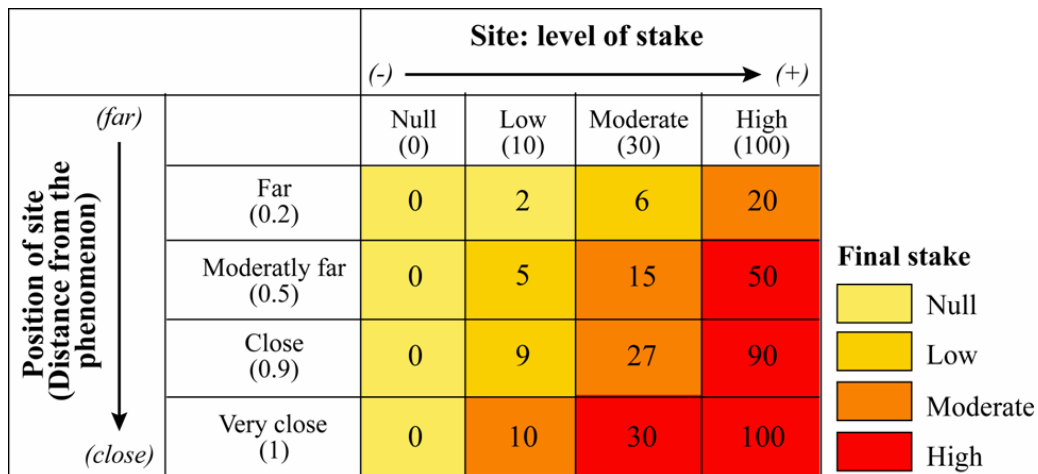 Site: level of stake
(-)
(+)
(far)
Null
(0)
Low
(10)
Moderate
(30)
High
(100)
Position of site
(Distance from the
phenomenon)
(close)
Far
(0.2)
0
2
6
20
Moderatly far
(0.5)
0
5
15
50
Close
(0.9)
0
9
27
90
Very close
(1)
0
10
30
100
Final stake
Null
Low
Moderate
High